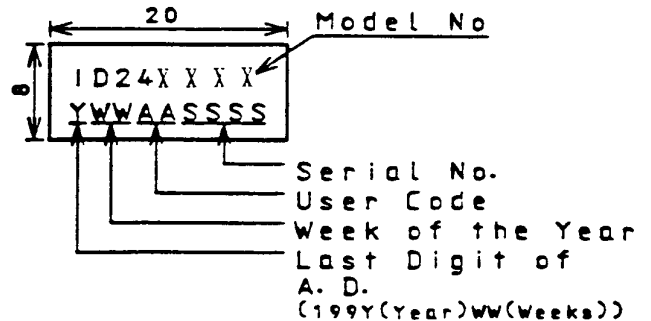 20
Model No
8
ID24XXXX
YWWAASSSS
Serial No.
User Code
Week of the Year
Last Digit of
A. D.
(199Y(Year)WW(Weeks))